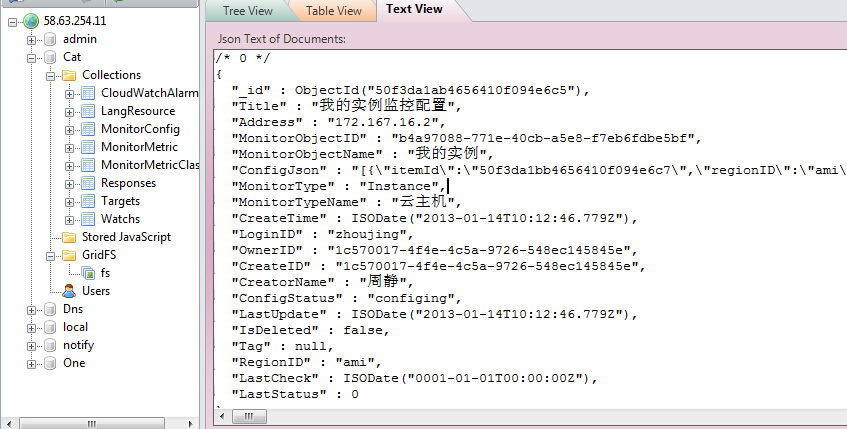 58.63.254.11
admin
Cat
Collections
CloudWatchAlarm
LangResource
MonitorConfig
MonitorMetric
MonitorMetricClas
Responses
Targets
Watchs
Stored JavaScript
GridFS
fs
Users
Dns
local
notify
One
Tree View Table View Text View
Json Text of Documents:
/* 0 */
{
"_id" : ObjectId("50f3da1ab4656410f094e6c5"),
"Title" : "我的实例监控配置",
"Address" : "172.167.16.2",
"MonitorObjectID" : "b4a97088-771e-40cb-a5e8-f7eb6fdbe5bf",
"MonitorObjectName" : "我的实例",
"ConfigJson" : "[{\"itemId\":\"50f3da1bb4656410f094e6c7\",\"regionID\":\"ami\
"MonitorType" : "Instance",
"MonitorTypeName" : "云主机",
"CreateTime" : ISODate("2013-01-14T10:12:46.779Z"),
"LoginID" : "zhoujing",
"OwnerID" : "1c570017-4f4e-4c5a-9726-548ec145845e",
"CreateID" : "1c570017-4f4e-4c5a-9726-548ec145845e",
"CreatorName" : "周静",
"ConfigStatus" : "configing",
"LastUpdate" : ISODate("2013-01-14T10:12:46.779Z"),
"IsDeleted" : false,
"Tag" : null,
"RegionID" : "ami",
"LastCheck" : ISODate("0001-01-01T00:00:00Z"),
"LastStatus" : 0